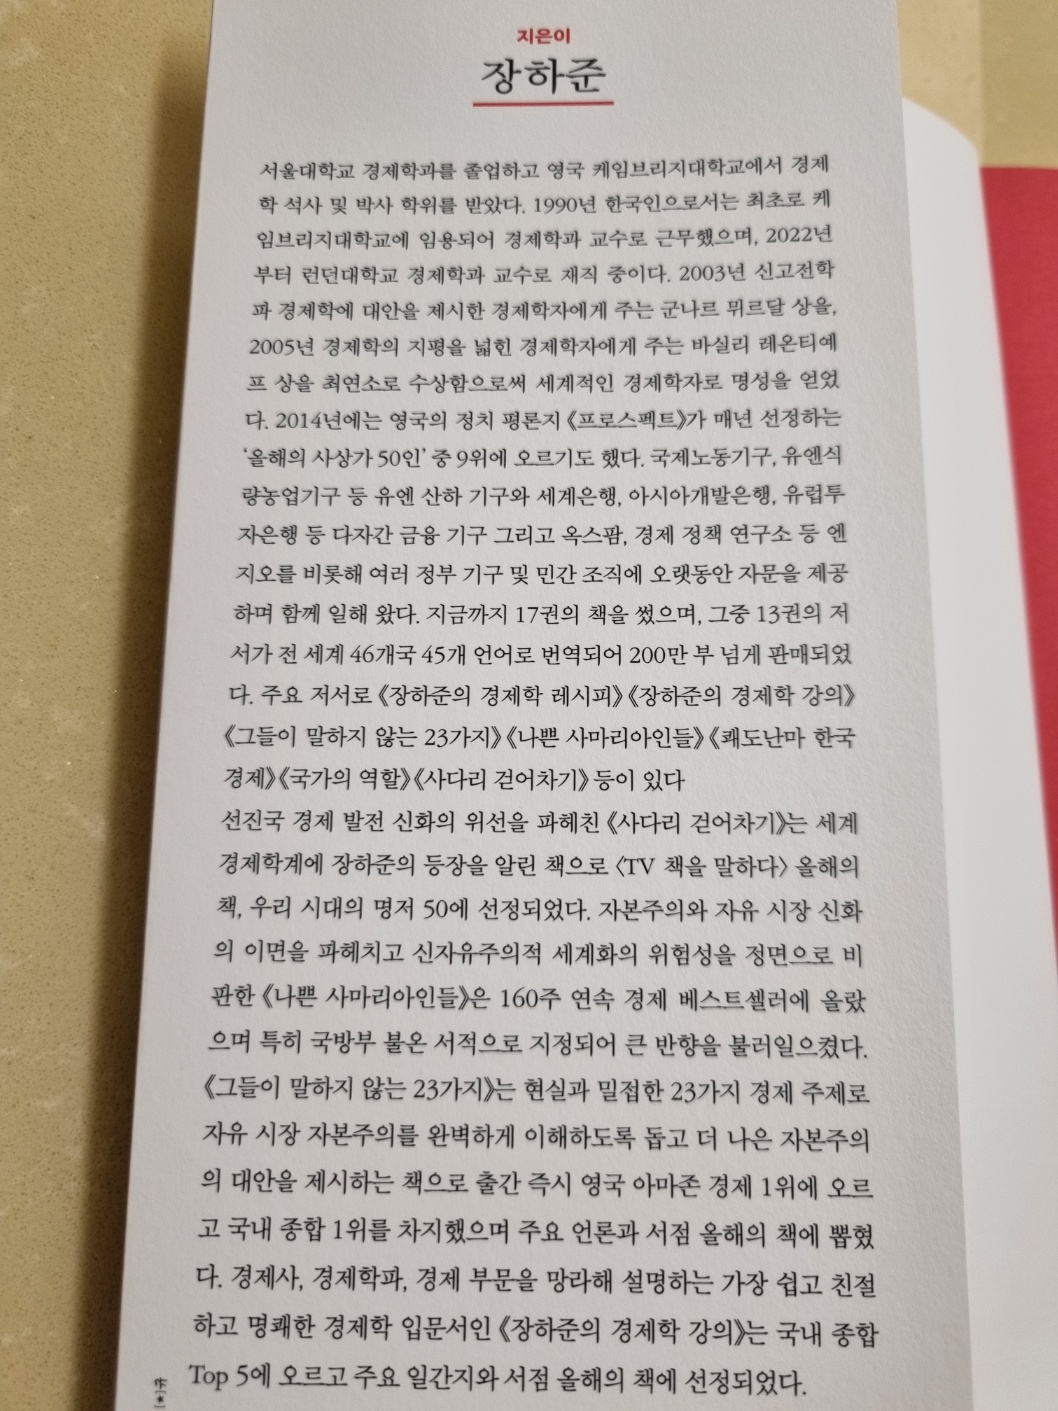 지은이
장하준
서울대학교 경제학과를 졸업하고 영국 케임브리지대학교에서 경제
학 석사 및 박사 학위를 받았다. 1990년 한국인으로서는 최초로 케
임브리지대학교에 임용되어 경제학과 교수로 근무했으며, 2022년
부터 런던대학교 경제학과 교수로 재직 중이다. 2003년 신고전학
파 경제학에 대안을 제시한 경제학자에게 주는 군나르 뮈르달 상을,
2005년 경제학의 지평을 넓힌 경제학자에게 주는 바실리 레온티예
프 상을 최연소로 수상함으로써 세계적인 경제학자로 명성을 얻었
다. 2014년에는 영국의 정치 평론지 《프로스펙트》가 매년 선정하는
‘올해의 사상가 50인’ 중 9위에 오르기도 했다. 국제노동기구, 유엔식
량농업기구 등 유엔 산하 기구와 세계은행, 아시아개발은행, 유럽투
자은행 등 다자간 금융 기구 그리고 옥스팜, 경제 정책 연구소 등 엔
지오를 비롯해 여러 정부 기구 및 민간 조직에 오랫동안 자문을 제공
하며 함께 일해 왔다. 지금까지 17권의 책을 썼으며, 그중 13권의 저
서가 전 세계 46개국 45개 언어로 번역되어 200만 부 넘게 판매되었
다. 주요 저서로 《장하준의 경제학 레시피》 《장하준의 경제학 강의》
《그들이 말하지 않는 23가지》 《나쁜 사마리아인들》 《쾌도난마 한국
경제》 《국가의 역할》 《사다리 걷어차기》 등이 있다
선진국 경제 발전 신화의 위선을 파헤친 《사다리 걷어차기》는 세계
경제학계에 장하준의 등장을 알린 책으로 〈TV 책을 말하다〉 올해의
책, 우리 시대의 명저 50에 선정되었다. 자본주의와 자유 시장 신화
의 이면을 파헤치고 신자유주의적 세계화의 위험성을 정면으로 비
판한 《나쁜 사마리아인들》은 160주 연속 경제 베스트셀러에 올랐
으며 특히 국방부 불온 서적으로 지정되어 큰 반향을 불러일으켰다.
《그들이 말하지 않는 23가지》는 현실과 밀접한 23가지 경제 주제로
자유 시장 자본주의를 완벽하게 이해하도록 돕고 더 나은 자본주의
의 대안을 제시하는 책으로 출간 즉시 영국 아마존 경제 1위에 오르
고 국내 종합 1위를 차지했으며 주요 언론과 서점 올해의 책에 뽑혔
다. 경제사, 경제학파, 경제 부문을 망라해 설명하는 가장 쉽고 친절
하고 명쾌한 경제학 입문서인 《장하준의 경제학 강의》는 국내 종합
Top 5에 오르고 주요 일간지와 서점 올해의 책에 선정되었다.